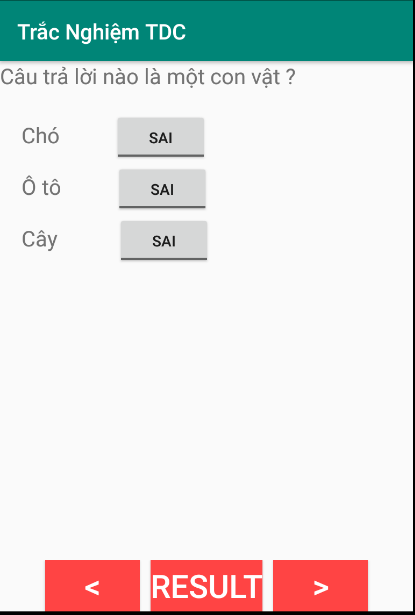 Trắc Nghiệm TDC
Câu trả lời nào là một con vật ?
Chó SAI
Ô tô SAI
Cây SAI
< RESULT >